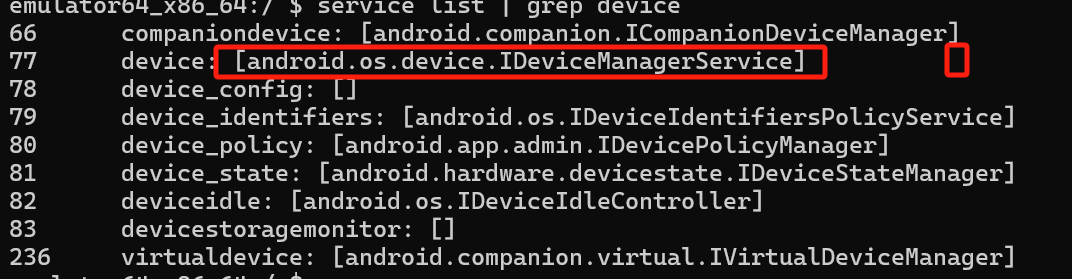 emulator64_x86_64:/ $ service list | grep device
66 companiondevice: [android.companion.ICompanionDeviceManager]
77 device: [android.os.device.IDeviceManagerService]
78 device_config: []
79 device_identifiers: [android.os.IDeviceIdentifiersPolicyService]
80 device_policy: [android.app.admin.IDevicePolicyManager]
81 device_state: [android.hardware.devicestate.IDeviceStateManager]
82 deviceidle: [android.os.IDeviceIdleController]
83 devicestoragemonitor: []
236 virtualdevice: [android.companion.virtual.IVirtualDeviceManager]
emulator64_x86_64:/ $